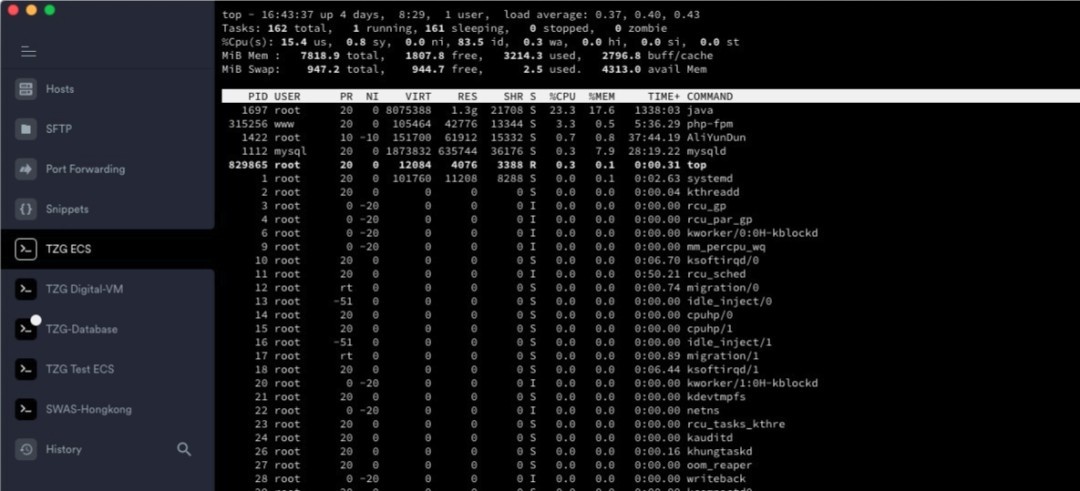 Hosts
SFTP
Port Forwarding
Snippets
TZG ECS
TZG Digital-VM
TZG-Database
TZG Test ECS
SWAS-Hongkong
History
top - 16:43:37 up 4 days,  8:29,  1 user,  load average: 0.37, 0.40, 0.43
Tasks: 162 total,   1 running, 161 sleeping,   0 stopped,   0 zombie
%Cpu(s): 15.4 us,  0.8 sy,  0.0 ni, 83.5 id,  0.3 wa,  0.0 hi,  0.0 si,  0.0 st
MiB Mem :   7818.9 total,   1807.8 free,   3214.3 used,   2796.8 buff/cache
MiB Swap:    947.2 total,    944.7 free,      2.5 used.   4313.0 avail Mem
PID USER PR NI VIRT RES SHR S %CPU %MEM TIME+ COMMAND
1697 root 20 0 8075388 1.3g 21708 S 23.3 17.6 1338:03 java
315256 www 20 0 105464 42776 13344 S 3.3 0.5 5:36.29 php-fpm
1422 root 10 -10 151700 61912 15332 S 0.7 0.8 37:44.19 AliYunDun
1112 mysql 20 0 1873832 635744 36176 S 0.3 7.9 28:19.22 mysqld
829865 root 20 0 12084 4076 3388 R 0.3 0.1 0:00.31 top
1 root 20 0 101760 11208 8288 S 0.0 0.1 0:02.63 systemd
2 root 20 0 0 0 0 S 0.0 0.0 0:00.04 kthreadd
3 root 0 -20 0 0 0 I 0.0 0.0 0:00.00 rcu_gp
4 root 0 -20 0 0 0 I 0.0 0.0 0:00.00 rcu_par_gp
6 root 0 -20 0 0 0 I 0.0 0.0 0:00.00 kworker/0:0H-kblockd
9 root 0 -20 0 0 0 I 0.0 0.0 0:00.00 mm_percpu_wq
10 root 20 0 0 0 0 S 0.0 0.0 0:06.70 ksoftirqd/0
11 root 20 0 0 0 0 I 0.0 0.0 0:50.21 rcu_sched
12 root rt 0 0 0 0 S 0.0 0.0 0:00.74 migration/0
13 root -51 0 0 0 0 S 0.0 0.0 0:00.00 idle_inject/0
14 root 20 0 0 0 0 S 0.0 0.0 0:00.00 cpuhp/0
15 root 20 0 0 0 0 S 0.0 0.0 0:00.00 cpuhp/1
16 root -51 0 0 0 0 S 0.0 0.0 0:00.00 idle_inject/1
17 root rt 0 0 0 0 S 0.0 0.0 0:00.89 migration/1
18 root 20 0 0 0 0 S 0.0 0.0 0:06.44 ksoftirqd/1
20 root 0 -20 0 0 0 I 0.0 0.0 0:00.00 kworker/1:0H-kblockd
21 root 20 0 0 0 0 S 0.0 0.0 0:00.00 kdevtmpfs
22 root 0 -20 0 0 0 I 0.0 0.0 0:00.00 netns
23 root 20 0 0 0 0 S 0.0 0.0 0:00.00 rcu_tasks_kthre
24 root 20 0 0 0 0 S 0.0 0.0 0:00.00 kauditd
26 root 20 0 0 0 0 S 0.0 0.0 0:00.16 khungtaskd
27 root 20 0 0 0 0 S 0.0 0.0 0:00.00 oom_reaper
28 root 0 -20 0 0 0 I 0.0 0.0 0:00.00 writeback